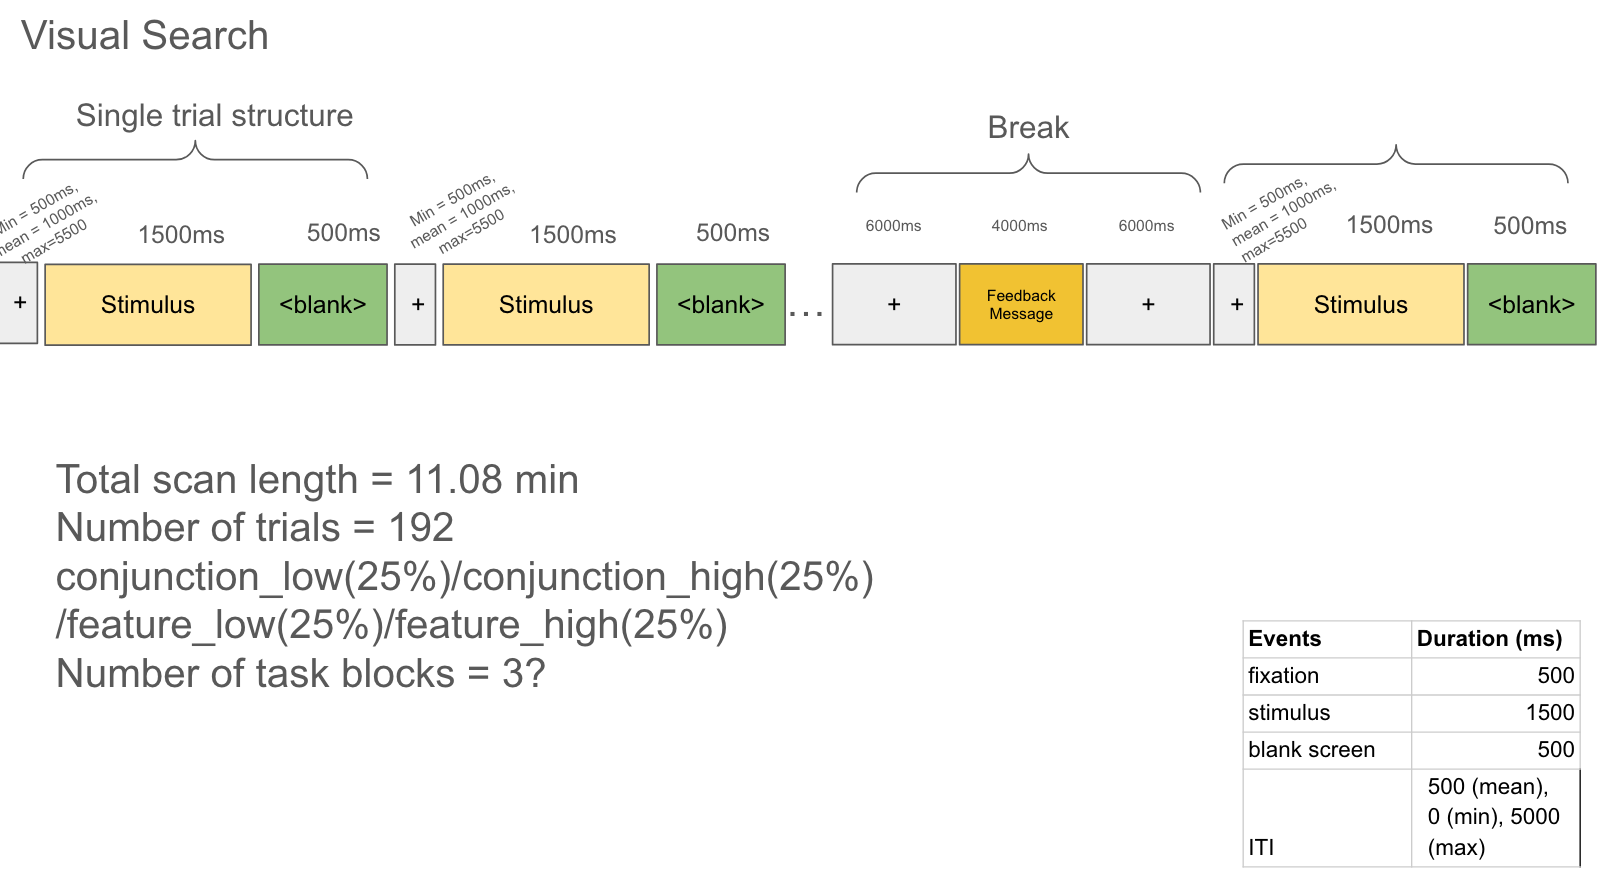 Visual Search
Single trial structure
Break
Min = 500ms,
mean = 1000ms,
max=5500
1500ms
500ms
Min = 500ms,
mean = 1000ms,
max=5500
1500ms
500ms
6000ms
4000ms
6000ms
Min = 500ms,
mean = 1000ms,
max=5500
1500ms
500ms
+
Stimulus
<blank>
+
Stimulus
<blank>
...
+
Feedback
Message
+
+
Stimulus
<blank>
Total scan length = 11.08 min
Number of trials = 192
conjunction_low(25%)/conjunction_high(25%)
/feature_low(25%)/feature_high(25%)
Number of task blocks = 3?
Events Duration (ms)
fixation 500
stimulus 1500
blank screen 500
500 (mean),
0 (min), 5000
ITI (max)